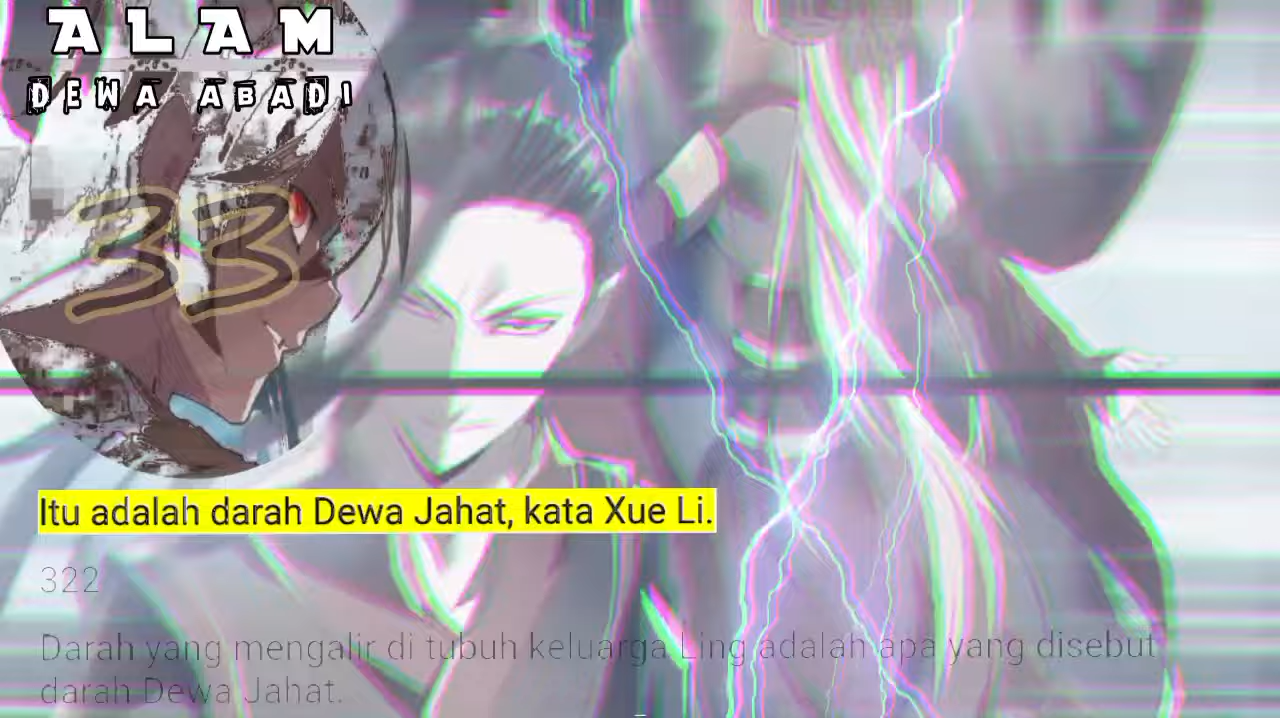 ALAM
DEWA ABADI
33
Itu adalah darah Dewa Jahat, kata Xue Li.
322
Darah yang mengalir di tubuh keluarga Ling adalah apa yang disebut
darah Dewa Jahat.